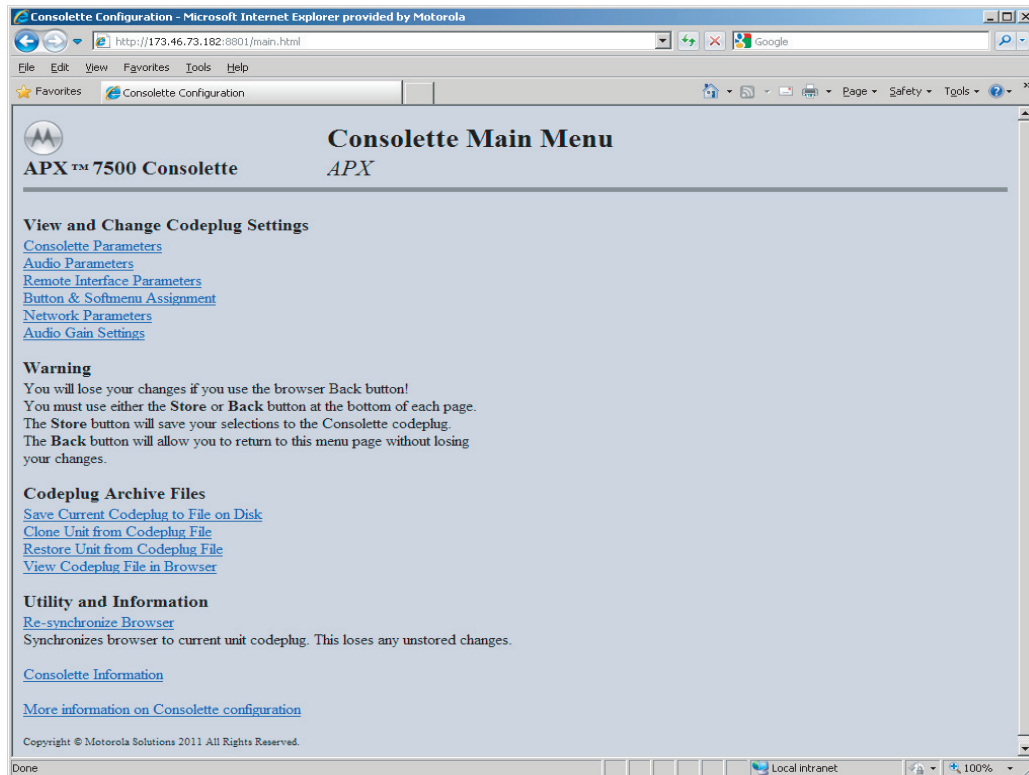 Consolette Configuration - Microsoft Internet Explorer provided by Motorola
http://173.46.73.182:8801/main.html
Google
File Edit View Favorites Tools Help
Favorites Consolette Configuration Page Safety Tools
Consolette Main Menu
APX™ 7500 Consolette APX
View and Change Codeplug Settings
Consolette Parameters
Audio Parameters
Remote Interface Parameters
Button & Softmenu Assignment
Network Parameters
Audio Gain Settings
Warning
You will lose your changes if you use the browser Back button!
You must use either the Store or Back button at the bottom of each page.
The Store button will save your selections to the Consolette codeplug.
The Back button will allow you to return to this menu page without losing
your changes.
Codeplug Archive Files
Save Current Codeplug to File on Disk
Clone Unit from Codeplug File
Restore Unit from Codeplug File
View Codeplug File in Browser
Utility and Information
Re-synchronize Browser
Synchronizes browser to current unit codeplug. This loses any unstored changes.
Consolette Information
More information on Consolette configuration
Copyright © Motorola Solutions 2011 All Rights Reserved.
Done Local intranet 100%